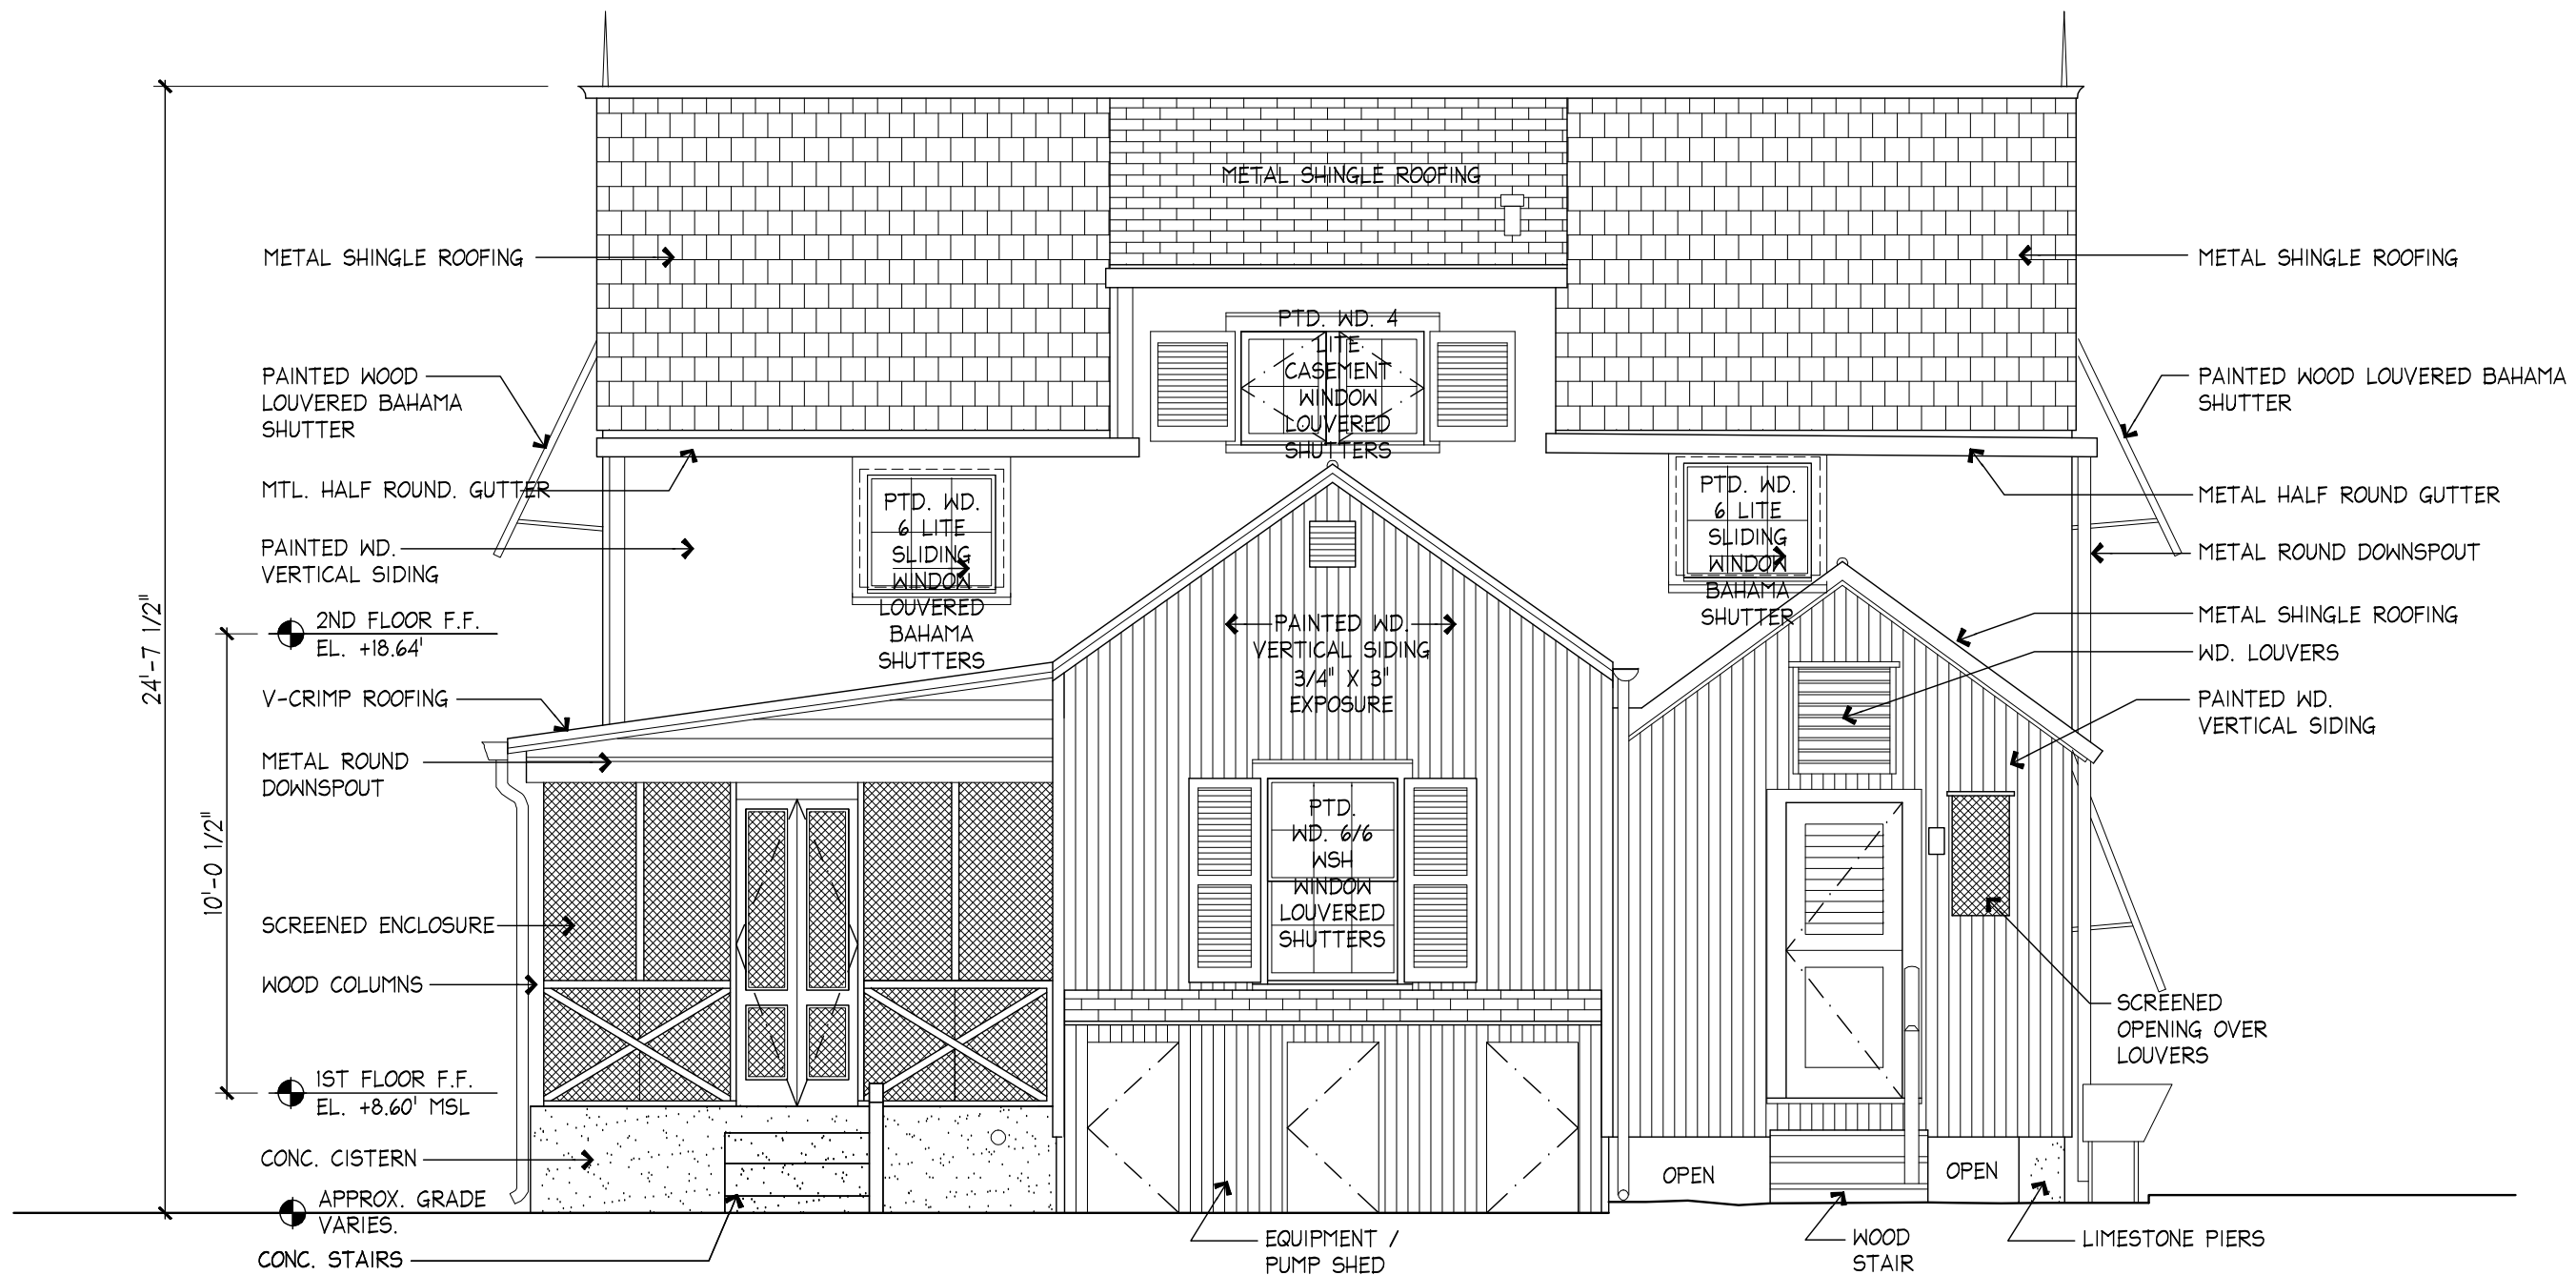 METAL SHINGLE ROOFING
METAL SHINGLE ROOFING
PAINTED WOOD
LOUVERED BAHAMA
SHUTTER
MTL. HALF ROUND. GUTTER
PAINTED WD.
VERTICAL SIDING
2ND FLOOR F.F.
EL. +18.64'
24'-7 1/2"
V-CRIMP ROOFING
METAL ROUND
DOWNSPOUT
10'-0 1/2"
SCREENED ENCLOSURE
WOOD COLUMNS
1ST FLOOR F.F.
EL. +8.60' MSL
CONC. CISTERN
APPROX. GRADE
VARIES.
CONC. STAIRS
PTD. WD. 4
LITE
CASEMENT
WINDOW
LOUVERED
SHUTTERS
PTD. WD.
6 LITE
SLIDING
WINDOW
LOUVERED
BAHAMA
SHUTTERS
PAINTED WD.
VERTICAL SIDING
3/4" X 3"
EXPOSURE
PTD.
WD. 6/6
WSH
WINDOW
LOUVERED
SHUTTERS
EQUIPMENT /
PUMP SHED
PTD. WD.
6 LITE
SLIDING
WINDOW
BAHAMA
SHUTTER
OPEN
OPEN
WOOD
STAIR
LIMESTONE PIERS
METAL SHINGLE ROOFING
PAINTED WOOD LOUVERED BAHAMA
SHUTTER
METAL HALF ROUND GUTTER
METAL ROUND DOWNSPOUT
METAL SHINGLE ROOFING
WD. LOUVERS
PAINTED WD.
VERTICAL SIDING
SCREENED
OPENING OVER
LOUVERS